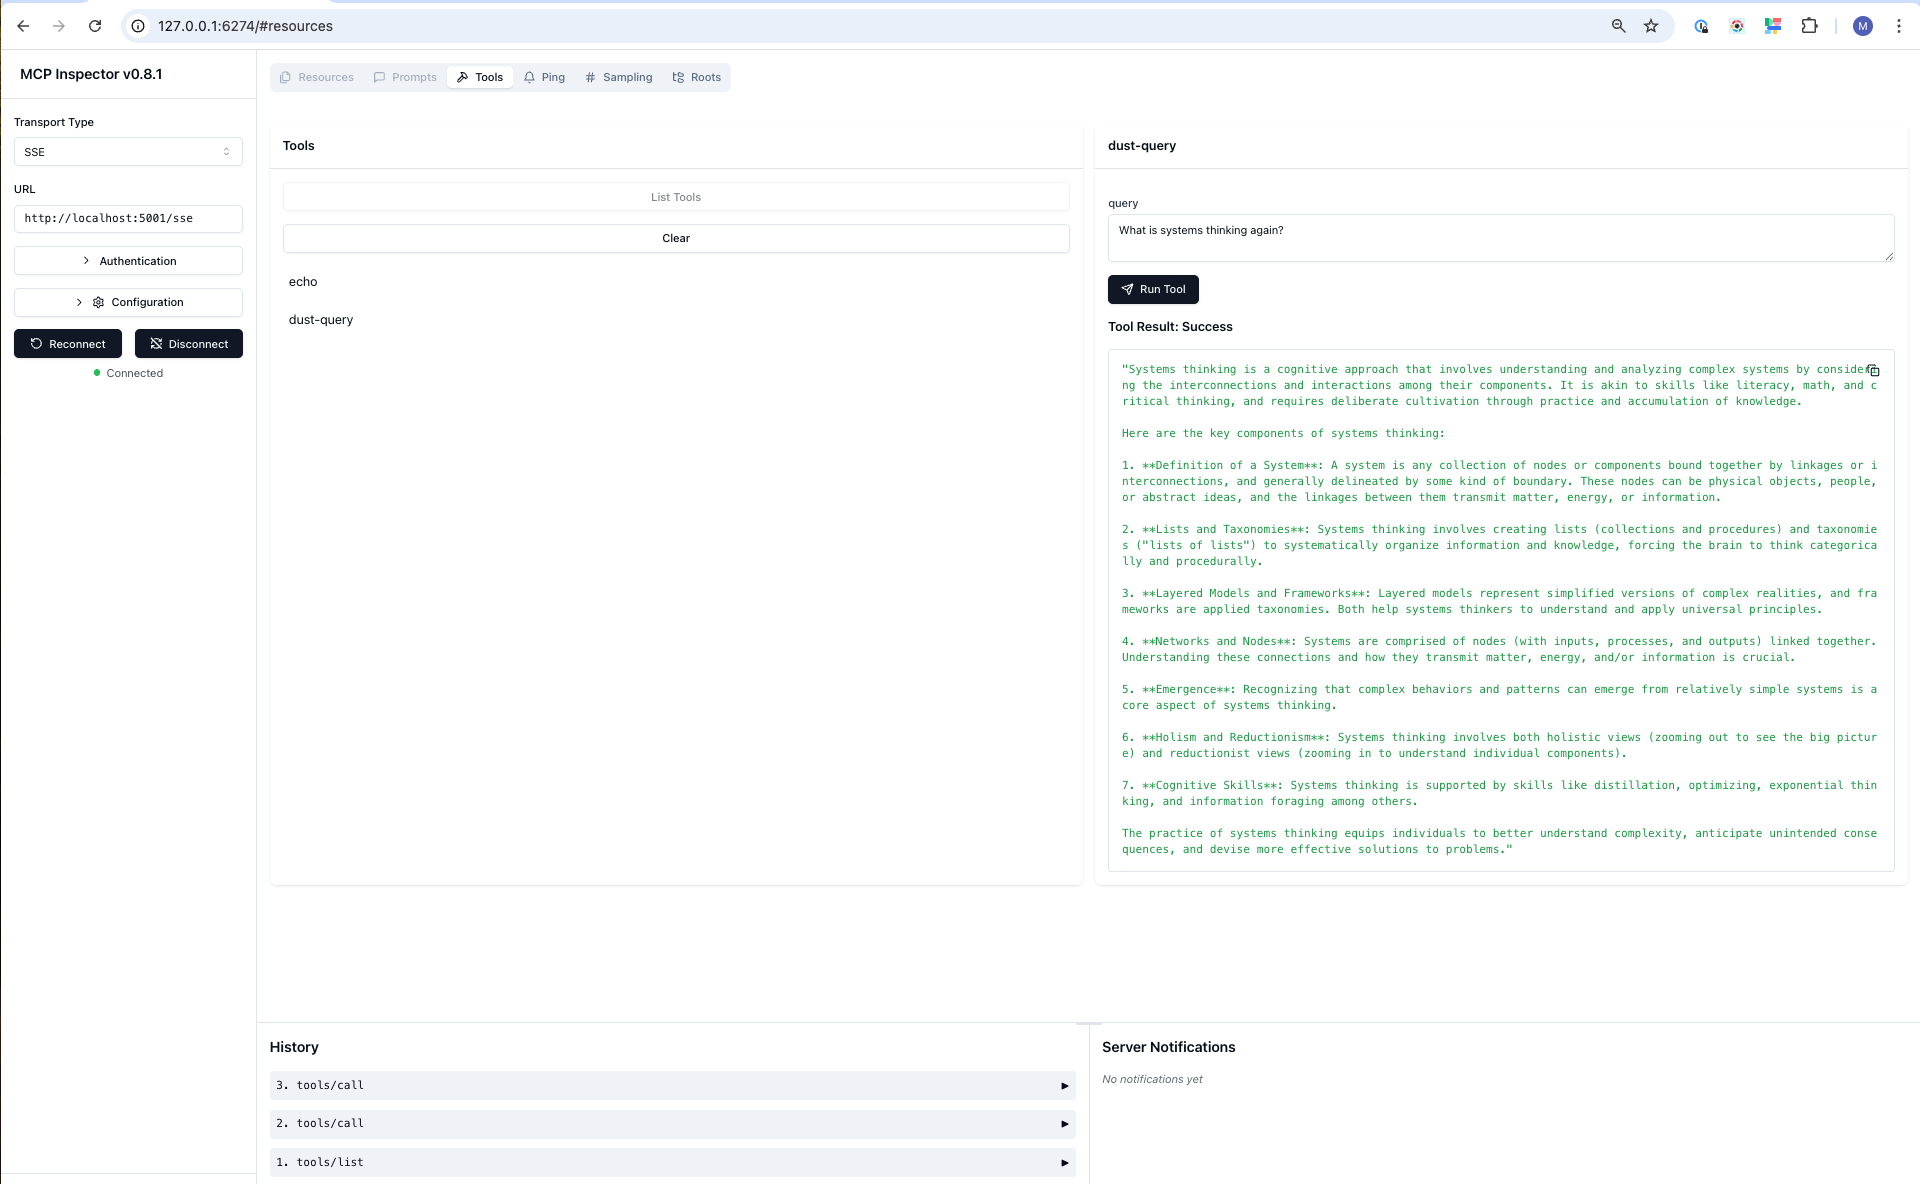 127.0.0.1:6274/#resources
M
MCP Inspector v0.8.1
Transport Type
SSE
URL
http://localhost:5001/sse
Authentication
Configuration
Reconnect
Disconnect
Connected
Resources
Prompts
Tools
Ping
Sampling
Roots
Tools
List Tools
Clear
echo
dust-query
dust-query
query
What is systems thinking again?
Run Tool
Tool Result: Success
"Systems thinking is a cognitive approach that involves understanding and analyzing complex systems by consideri
ng the interconnections and interactions among their components. It is akin to skills like literacy, math, and c
ritical thinking, and requires deliberate cultivation through practice and accumulation of knowledge.
Here are the key components of systems thinking:
1. **Definition of a System**: A system is any collection of nodes or components bound together by linkages or i
nterconnections, and generally delineated by some kind of boundary. These nodes can be physical objects, people,
or abstract ideas, and the linkages between them transmit matter, energy, or information.
2. **Lists and Taxonomies**: Systems thinking involves creating lists (collections and procedures) and taxonomie
s ("lists of lists") to systematically organize information and knowledge, forcing the brain to think categorica
lly and procedurally.
3. **Layered Models and Frameworks**: Layered models represent simplified versions of complex realities, and fra
meworks are applied taxonomies. Both help systems thinkers to understand and apply universal principles.
4. **Networks and Nodes**: Systems are comprised of nodes (with inputs, processes, and outputs) linked together.
Understanding these connections and how they transmit matter, energy, and/or information is crucial.
5. **Emergence**: Recognizing that complex behaviors and patterns can emerge from relatively simple systems is a
core aspect of systems thinking.
6. **Holism and Reductionism**: Systems thinking involves both holistic views (zooming out to see the big pictur
e) and reductionist views (zooming in to understand individual components).
7. **Cognitive Skills**: Systems thinking is supported by skills like distillation, optimizing, exponential thin
king, and information foraging among others.
The practice of systems thinking equips individuals to better understand complexity, anticipate unintended conse
quences, and devise more effective solutions to problems."
History
3. tools/call
2. tools/call
1. tools/list
Server Notifications
No notifications yet